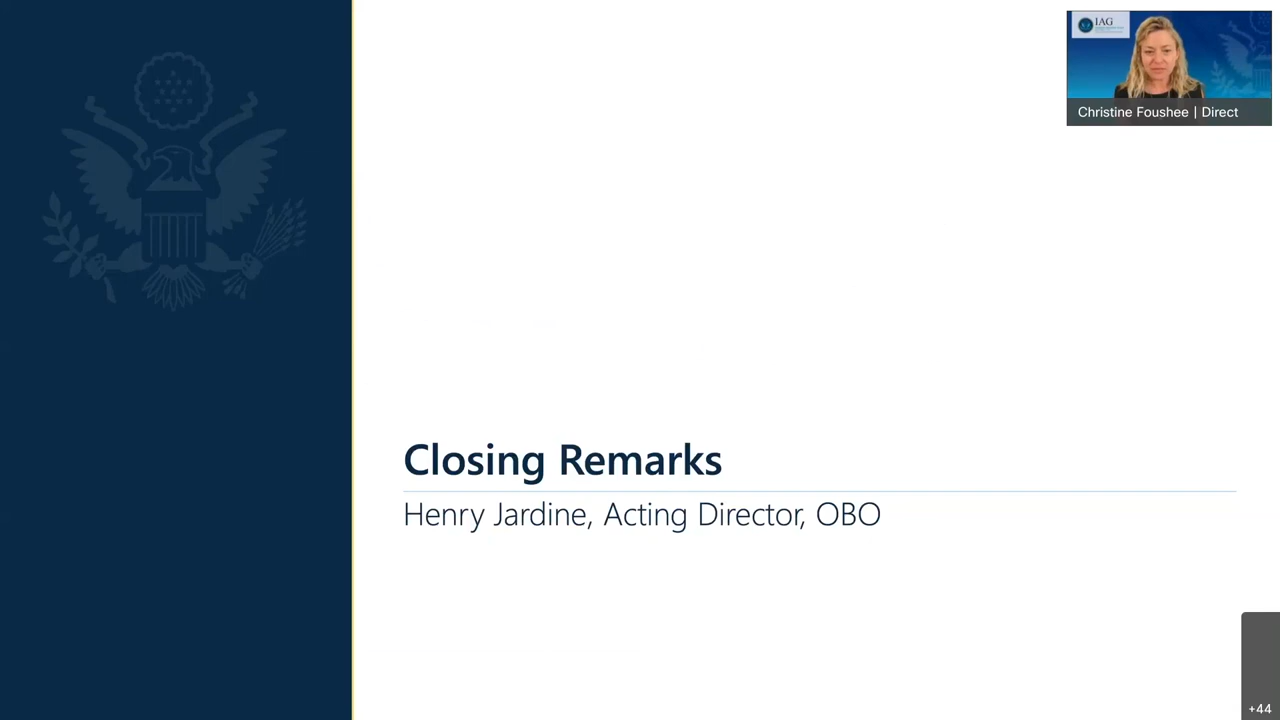 IAG
Christine Foushee | Direct
Closing Remarks
Henry Jardine, Acting Director, OBO
+44